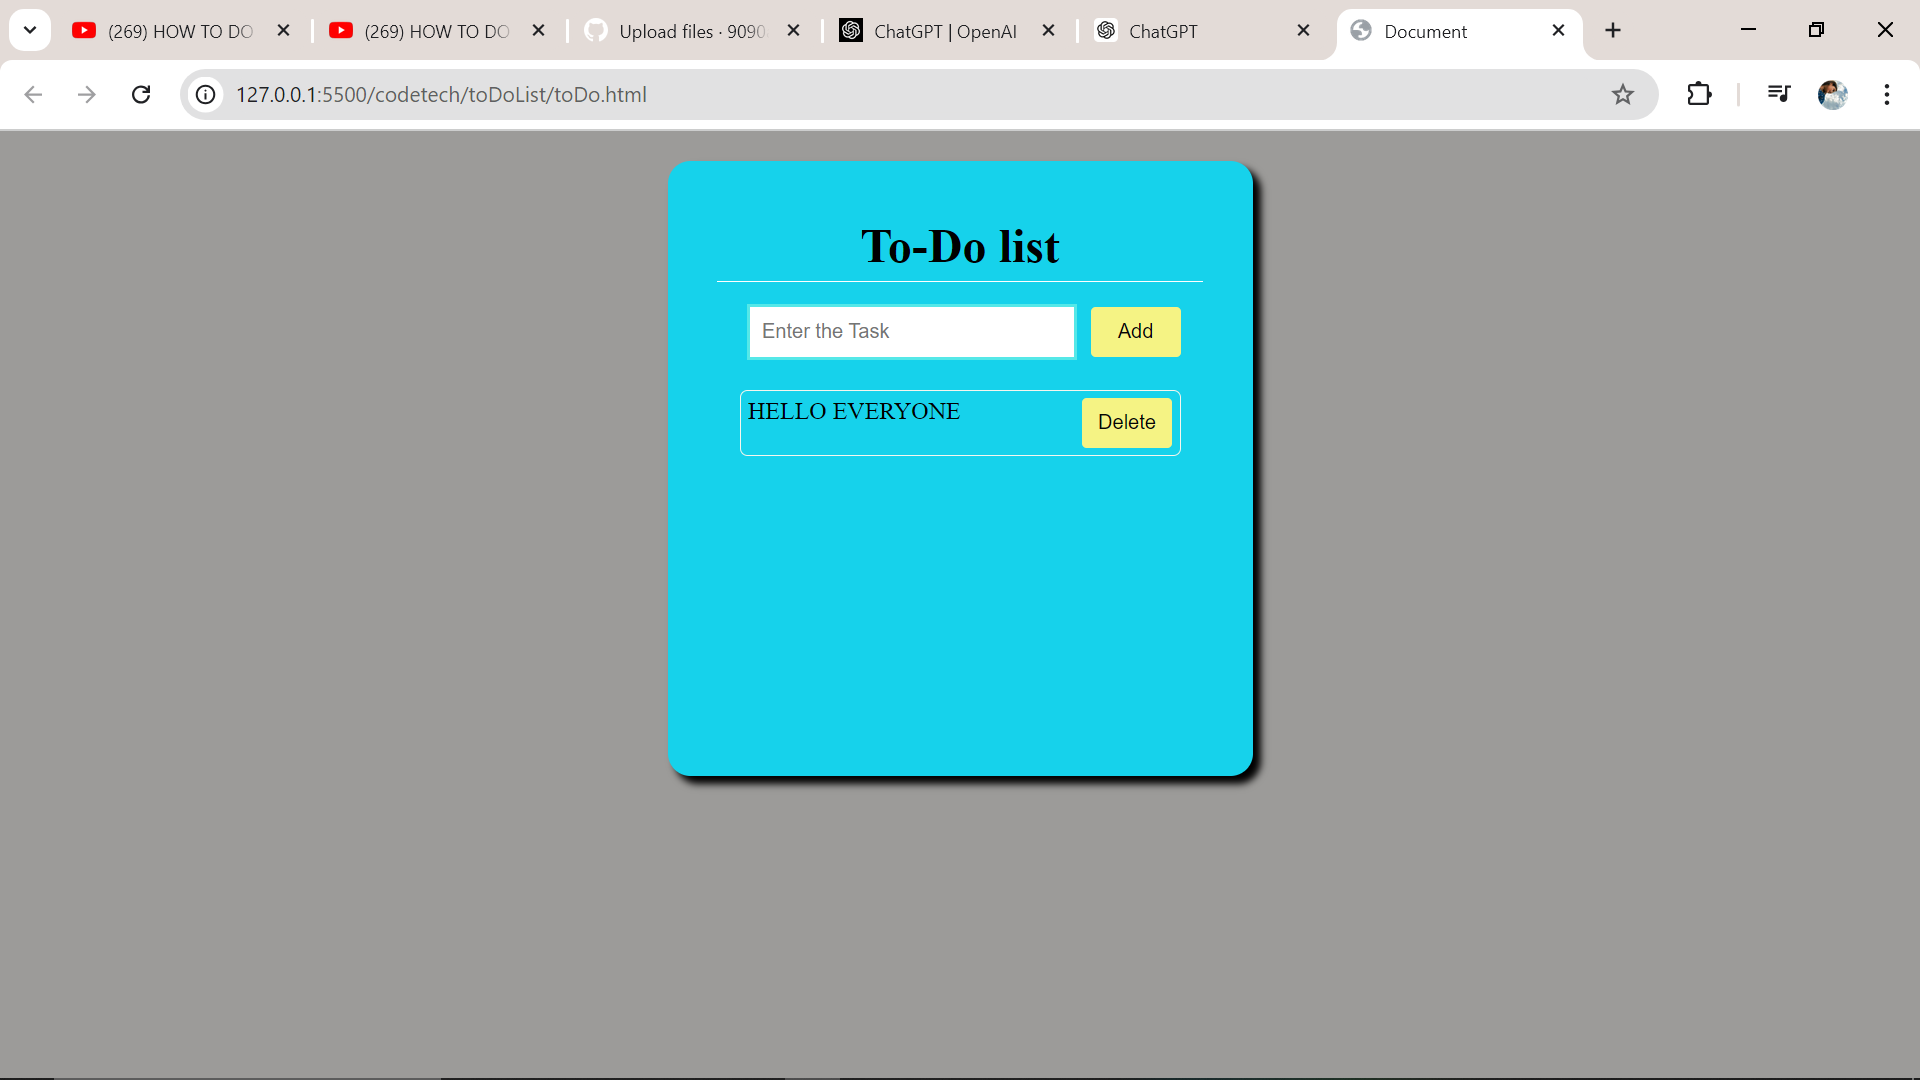 (269) HOW TO DO
(269) HOW TO DO
Upload files · 9090
ChatGPT | OpenAI
ChatGPT
Document
127.0.0.1:5500/codetech/toDoList/toDo.html
To-Do list
Enter the Task
Add
HELLO EVERYONE
Delete